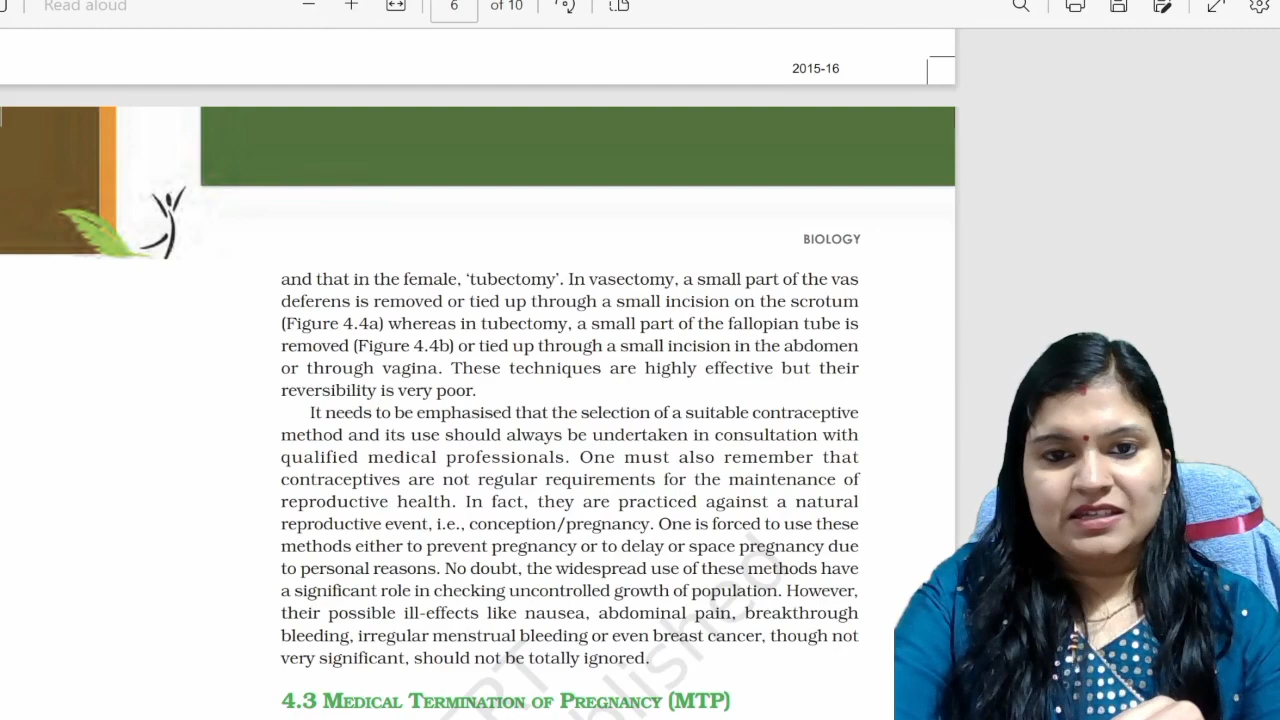 Read aloud
6 of 10
2015-16
BIOLOGY
and that in the female, ‘tubectomy’. In vasectomy, a small part of the vas
deferens is removed or tied up through a small incision on the scrotum
(Figure 4.4a) whereas in tubectomy, a small part of the fallopian tube is
removed (Figure 4.4b) or tied up through a small incision in the abdomen
or through vagina. These techniques are highly effective but their
reversibility is very poor.
It needs to be emphasised that the selection of a suitable contraceptive
method and its use should always be undertaken in consultation with
qualified medical professionals. One must also remember that
contraceptives are not regular requirements for the maintenance of
reproductive health. In fact, they are practiced against a natural
reproductive event, i.e., conception/pregnancy. One is forced to use these
methods either to prevent pregnancy or to delay or space pregnancy due
to personal reasons. No doubt, the widespread use of these methods have
a significant role in checking uncontrolled growth of population. However,
their possible ill-effects like nausea, abdominal pain, breakthrough
bleeding, irregular menstrual bleeding or even breast cancer, though not
very significant, should not be totally ignored.
4.3 MEDICAL TERMINATION OF PREGNANCY (MTP)